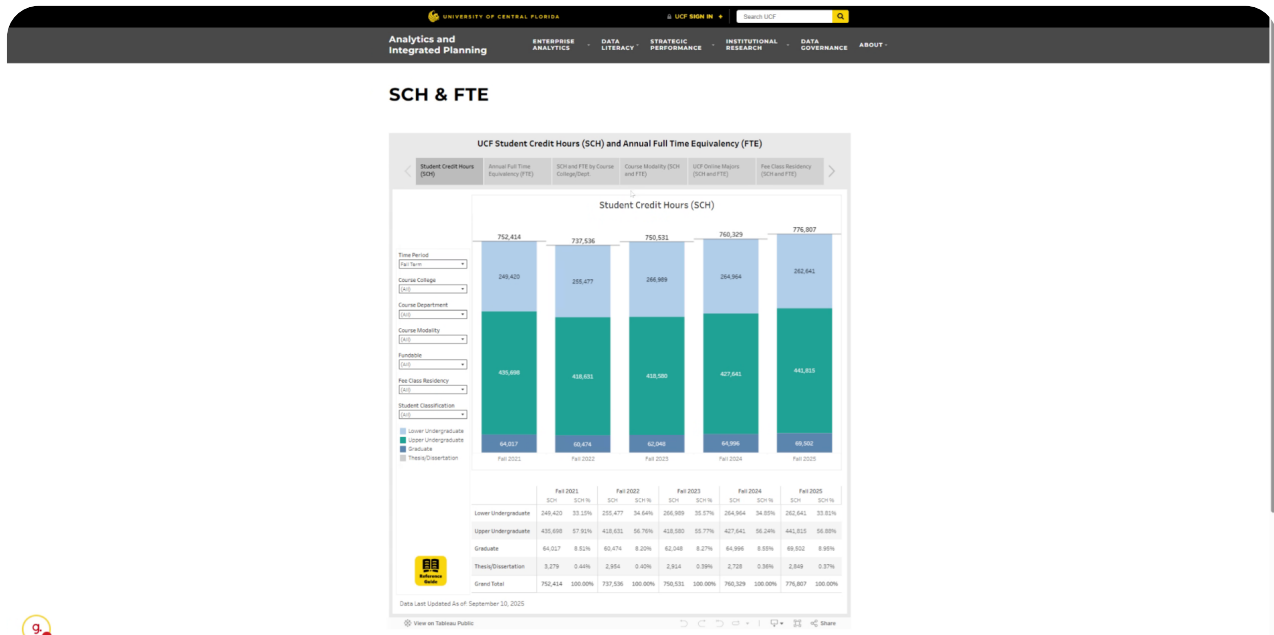 UNIVERSITY OF CENTRAL FLORIDA
UCF SIGN IN +
Search UCF
Analytics and
Integrated Planning
ENTERPRISE
ANALYTICS
DATA
LITERACY
STRATEGIC
PERFORMANCE
INSTITUTIONAL
RESEARCH
DATA
GOVERNANCE
ABOUT
SCH & FTE
UCF Student Credit Hours (SCH) and Annual Full Time Equivalency (FTE)
Student Credit Hours
(SCH)
Annual Full Time
Equivalency (FTE)
SCH and FTE by Course
College/Dept
Course Modality (SCH
and FTE)
UCF Online Majors
(SCH and FTE)
Fee Class Residency
(SCH and FTE)
Student Credit Hours (SCH)
752,414 737,536 750,531 760,329 776,807
249,420 255,477 266,989 264,964 262,641
435,698 418,631 418,580 427,641 441,815
64,017 60,474 62,048 64,996 69,502
Fall 2021 Fall 2022 Fall 2023 Fall 2024 Fall 2025
Time Period
Fall Term
Course College
(All)
Course Department
(All)
Course Modality
(All)
Fundable
(All)
Fee Class Residency
(All)
Student Classification
(All)
Lower Undergraduate
Upper Undergraduate
Graduate
Thesis/Dissertation
Fall 2021 Fall 2022 Fall 2023 Fall 2024 Fall 2025
SCH SCH % SCH SCH % SCH SCH % SCH SCH % SCH SCH %
Lower Undergraduate 249,420 33.15% 255,477 34.64% 266,989 35.57% 264,964 34.85% 262,641 33.81%
Upper Undergraduate 435,698 57.91% 418,631 56.76% 418,580 55.77% 427,641 56.24% 441,815 56.88%
Graduate 64,017 8.51% 60,474 8.20% 62,048 8.27% 64,996 8.55% 69,502 8.95%
Thesis/Dissertation 3,279 0.44% 2,954 0.40% 2,914 0.39% 2,728 0.36% 2,849 0.37%
Grand Total 752,414 100.00% 737,536 100.00% 750,531 100.00% 760,329 100.00% 776,807 100.00%
Reference
Guide
Data Last Updated As of: September 10, 2025
View on Tableau Public
Share
g.